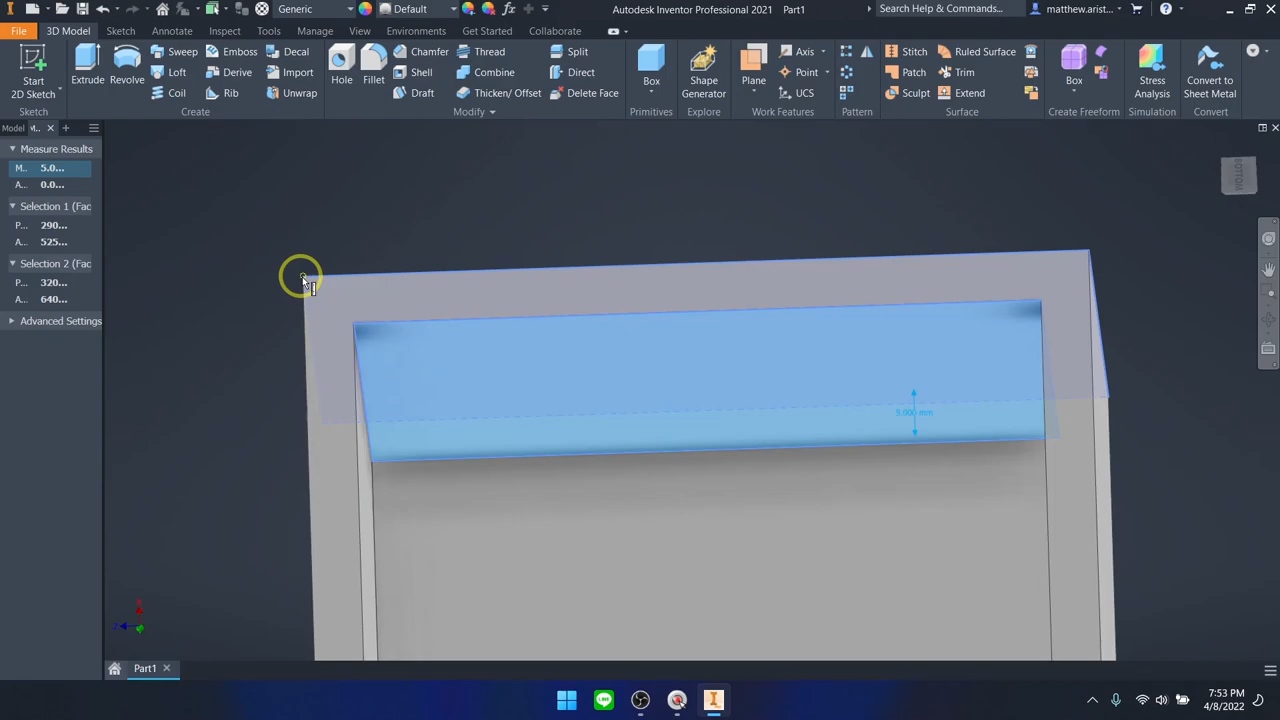 Generic
Default
Autodesk Inventor Professional 2021
Part1
Search Help & Commands...
matthew.arist...
File
3D Model
Sketch
Annotate
Inspect
Tools
Manage
View
Environments
Get Started
Collaborate
Start
2D Sketch
Extrude
Revolve
Sweep
Loft
Coil
Emboss
Derive
Rib
Decal
Import
Unwrap
Hole
Fillet
Chamfer
Shell
Draft
Thread
Combine
Thicken/ Offset
Split
Direct
Delete Face
Box
Shape
Generator
Plane
Axis
Point
UCS
Stitch
Patch
Sculpt
Ruled Surface
Trim
Extend
Box
Stress
Analysis
Convert to
Sheet Metal
Sketch
Create
Modify
Primitives
Explore
Work Features
Pattern
Surface
Create Freeform
Simulation
Convert
Model
M..
Measure Results
M.. 5.0...
A... 0.0...
Selection 1 (Fac
P... 290...
A... 525...
Selection 2 (Fac
P... 320...
A... 640...
Advanced Settings
BOTTOM
5.000 mm
X
Z
Part1
7:53 PM
4/8/2022